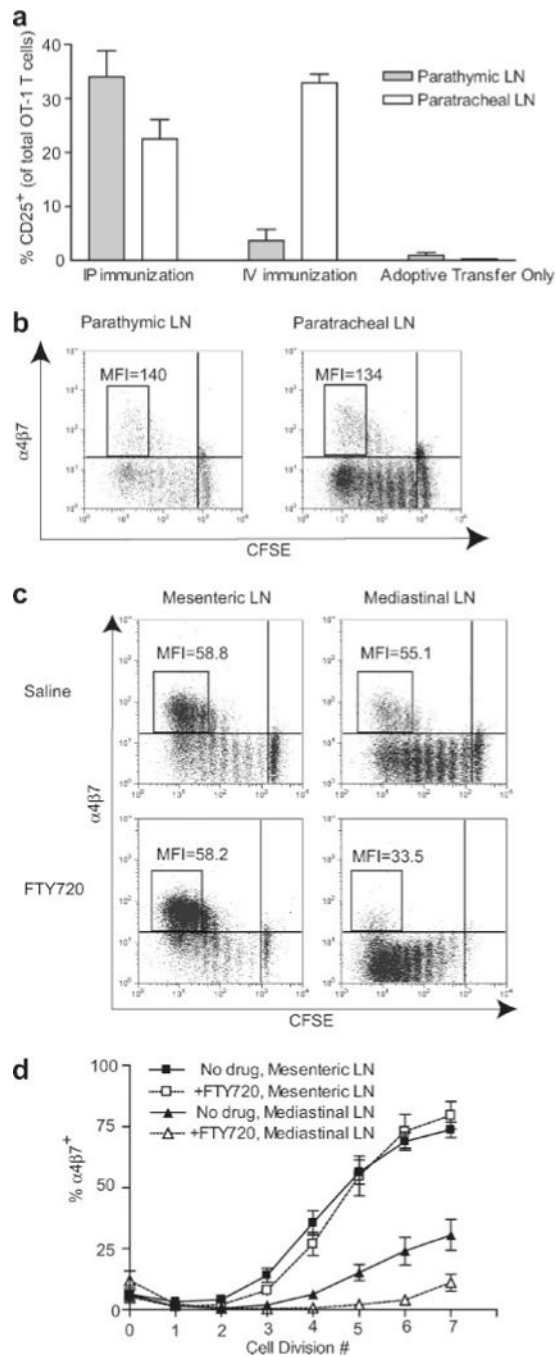 a
% CD25⁺ (of total OT-1 T cells)
40
30
20
10
0
Parathymic LN
Paratracheal LN
IP immunization
IV immunization
Adoptive Transfer Only
b
Parathymic LN
Paratracheal LN
MFI=140
MFI=134
α4β7
CFSE
c
Mesenteric LN
Mediastinal LN
Saline
MFI=58.8
MFI=55.1
α4β7
FTY720
MFI=58.2
MFI=33.5
CFSE
d
No drug, Mesenteric LN
+FTY720, Mesenteric LN
No drug, Mediastinal LN
+FTY720, Mediastinal LN
% α4β7⁺
100
75
50
25
0
0 1 2 3 4 5 6 7
Cell Division #